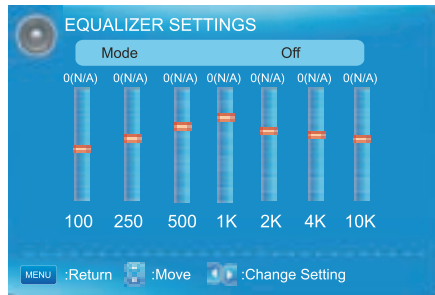 EQUALIZER SETTINGS
Mode Off
0(N/A) 0(N/A) 0(N/A) 0(N/A) 0(N/A) 0(N/A) 0(N/A)
100 250 500 1K 2K 4K 10K
MENU :Return :Move :Change Setting